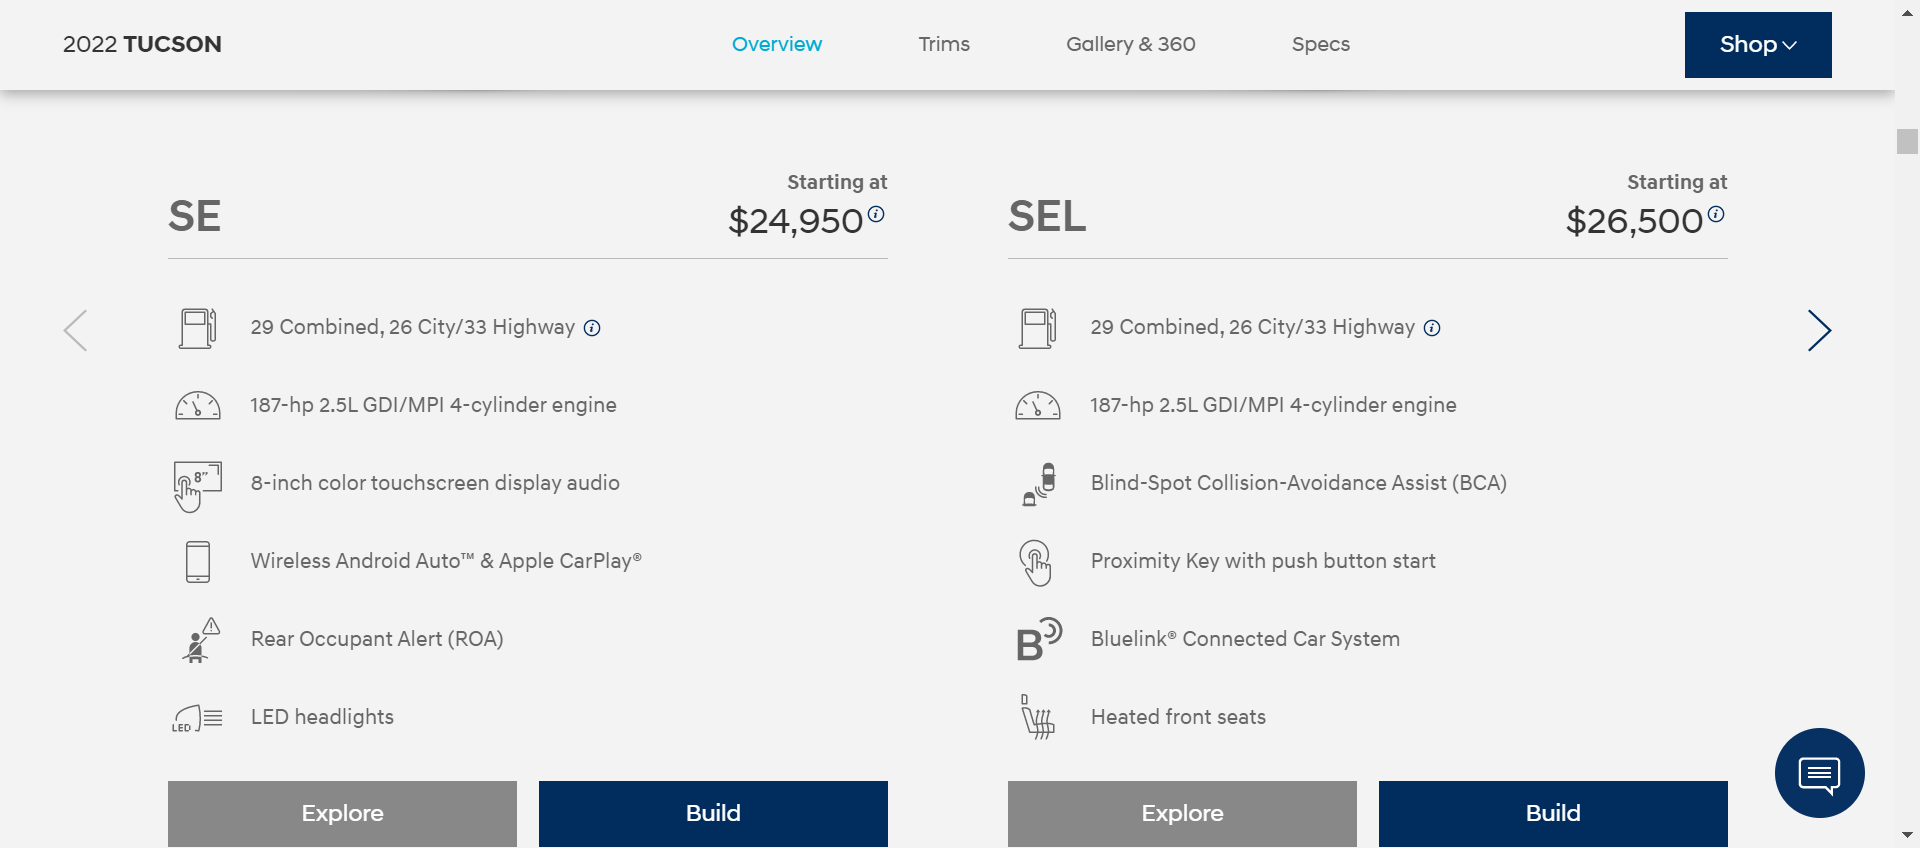 2022 TUCSON
Overview
Trims
Gallery & 360
Specs
Shop
SE
Starting at
$24,950
29 Combined, 26 City/33 Highway
187-hp 2.5L GDI/MPI 4-cylinder engine
8"
8-inch color touchscreen display audio
Wireless Android Auto™ & Apple CarPlay®
Rear Occupant Alert (ROA)
LED
LED headlights
Explore
Build
SEL
Starting at
$26,500
29 Combined, 26 City/33 Highway
187-hp 2.5L GDI/MPI 4-cylinder engine
Blind-Spot Collision-Avoidance Assist (BCA)
Proximity Key with push button start
B
Bluelink® Connected Car System
Heated front seats
Explore
Build